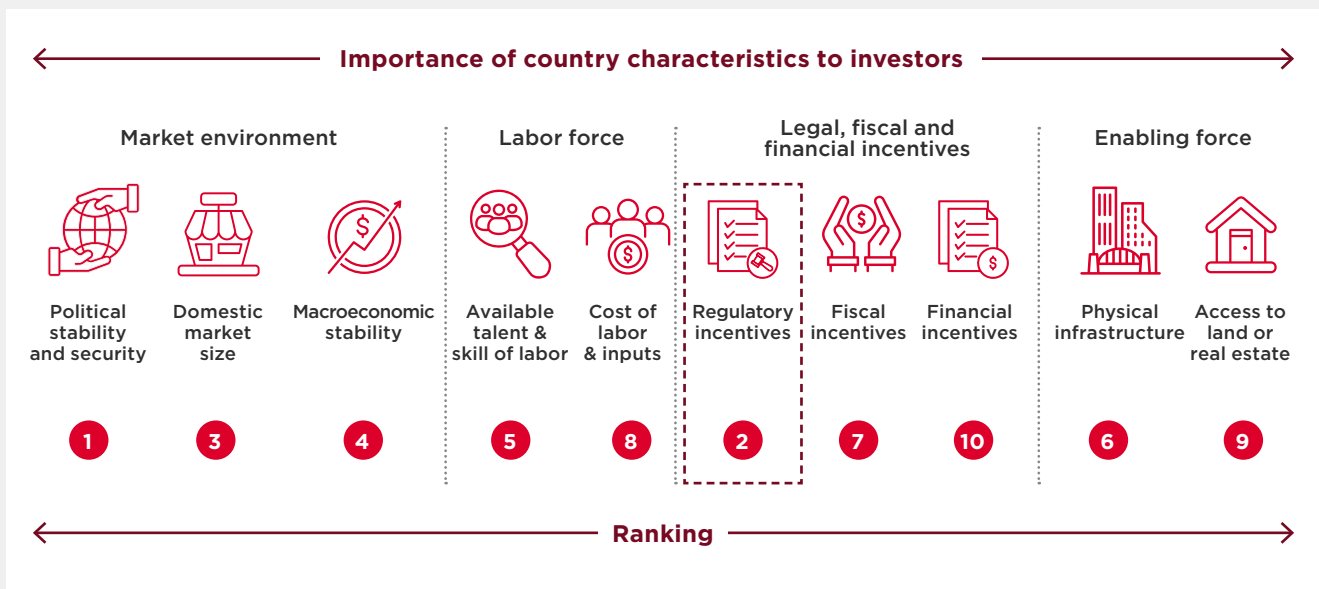 Importance of country characteristics to investors
Market environment
Labor force
Legal, fiscal and
financial incentives
Enabling force
Political
stability
and security
Domestic
market
size
Macroeconomic
stability
Available
talent &
skill of labor
Cost of
labor
& inputs
Regulatory
incentives
Fiscal
incentives
Financial
incentives
Physical
infrastructure
Access to
land or
real estate
1
3
4
5
8
2
7
10
6
9
Ranking